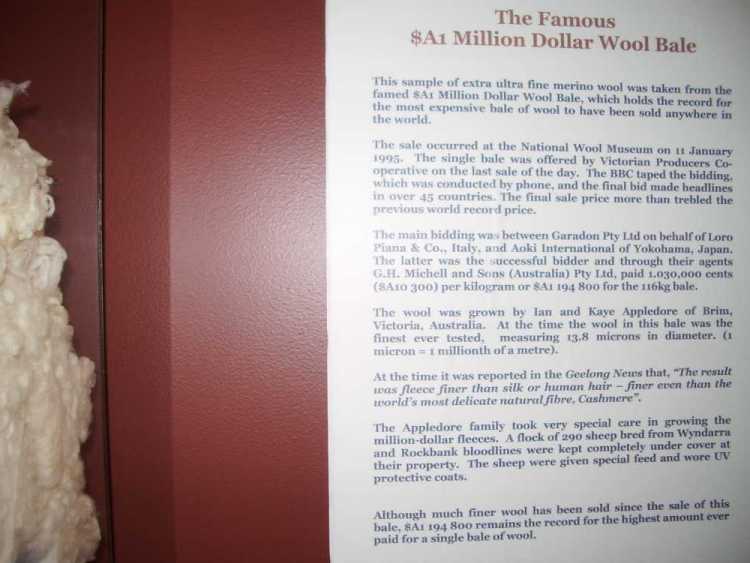 The Famous
$A1 Million Dollar Wool Bale
This sample of extra ultra fine merino wool was taken from the
famed $A1 Million Dollar Wool Bale, which holds the record for
the most expensive bale of wool to have been sold anywhere in
the world.
The sale occurred at the National Wool Museum on 11 January
1995. The single bale was offered by Victorian Producers Co-
operative on the last sale of the day. The BBC taped the bidding,
which was conducted by phone, and the final bid made headlines
in over 45 countries. The final sale price more than trebled the
previous world record price.
The main bidding was between Garadon Pty Ltd on behalf of Loro
Piana & Co., Italy, and Aoki International of Yokohama, Japan.
The latter was the successful bidder and through their agents
G.H. Michell and Sons (Australia) Pty Ltd, paid 1.030,000 cents
($A10 300) per kilogram or $A1 194 800 for the 116kg bale.
The wool was grown by Ian and Kaye Appledore of Brim,
Victoria, Australia. At the time the wool in this bale was the
finest ever tested, measuring 13.8 microns in diameter. (1
micron = 1 millionth of a metre).
At the time it was reported in the Geelong News that, “The result
was fleece finer than silk or human hair – finer even than the
world's most delicate natural fibre, Cashmere”.
The Appledore family took very special care in growing the
million-dollar fleeces. A flock of 290 sheep bred from Wyndarra
and Rockbank bloodlines were kept completely under cover at
their property. The sheep were given special feed and wore UV
protective coats.
Although much finer wool has been sold since the sale of this
bale, $A1 194 800 remains the record for the highest amount ever
paid for a single bale of wool.